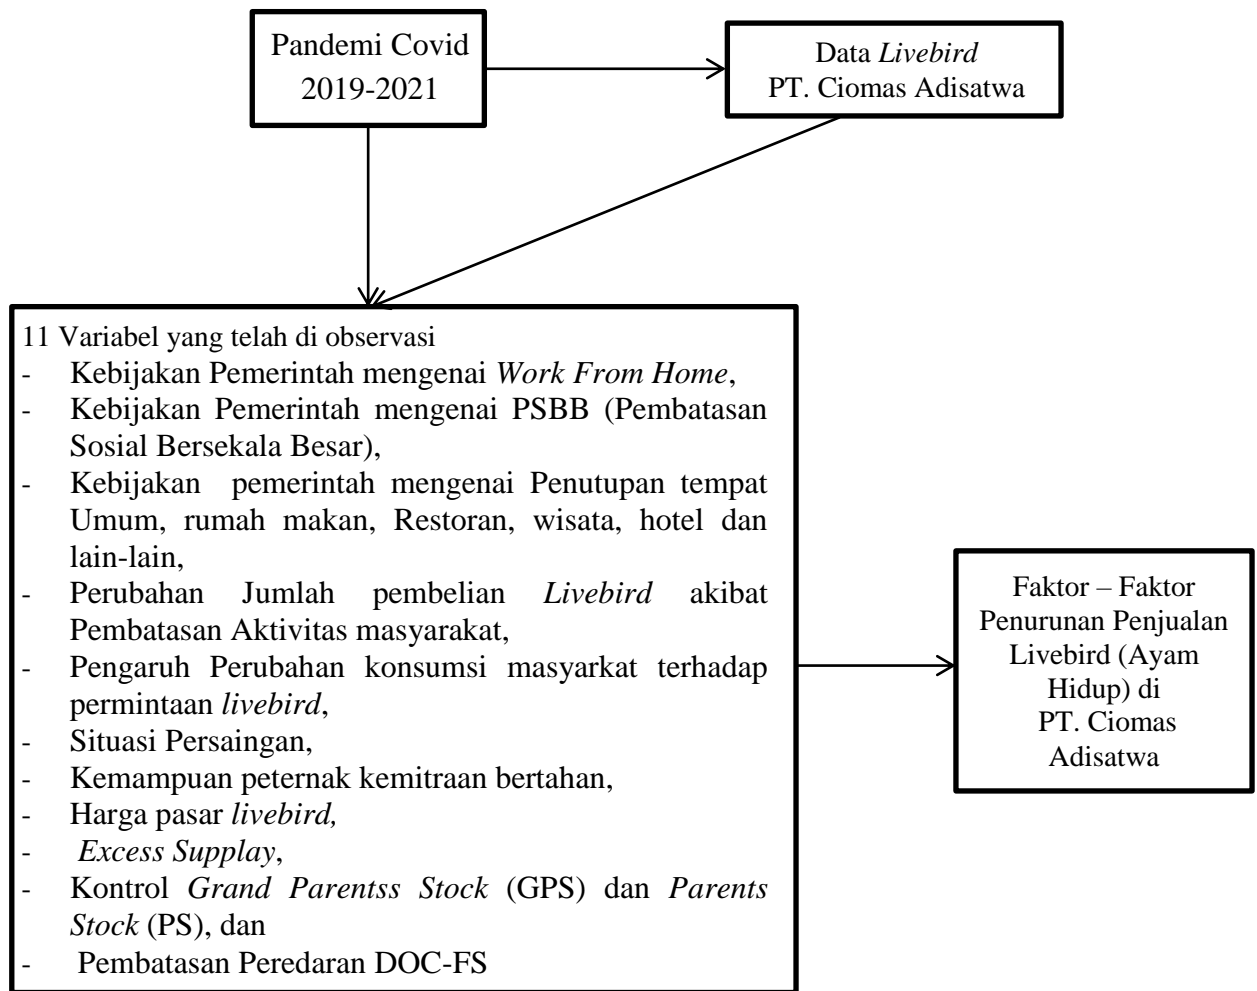 Pandemi Covid
2019-2021
Data Livebird
PT. Ciomas Adisatwa
11 Variabel yang telah di observasi
- Kebijakan Pemerintah mengenai Work From Home,
- Kebijakan Pemerintah mengenai PSBB (Pembatasan
Sosial Bersekala Besar),
- Kebijakan pemerintah mengenai Penutupan tempat
Umum, rumah makan, Restoran, wisata, hotel dan
lain-lain,
- Perubahan Jumlah pembelian Livebird akibat
Pembatasan Aktivitas masyarakat,
- Pengaruh Perubahan konsumsi masyarkat terhadap
permintaan livebird,
- Situasi Persaingan,
- Kemampuan peternak kemitraan bertahan,
- Harga pasar livebird,
- Excess Supplay,
- Kontrol Grand Parentss Stock (GPS) dan Parents
Stock (PS), dan
- Pembatasan Peredaran DOC-FS
Faktor – Faktor
Penurunan Penjualan
Livebird (Ayam
Hidup) di
PT. Ciomas
Adisatwa